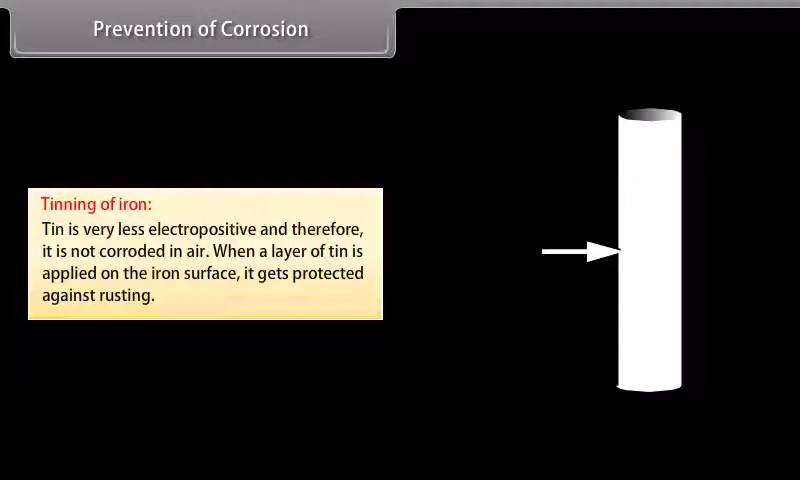 Prevention of Corrosion
Tinning of iron:
Tin is very less electropositive and therefore,
it is not corroded in air. When a layer of tin is
applied on the iron surface, it gets protected
against rusting.